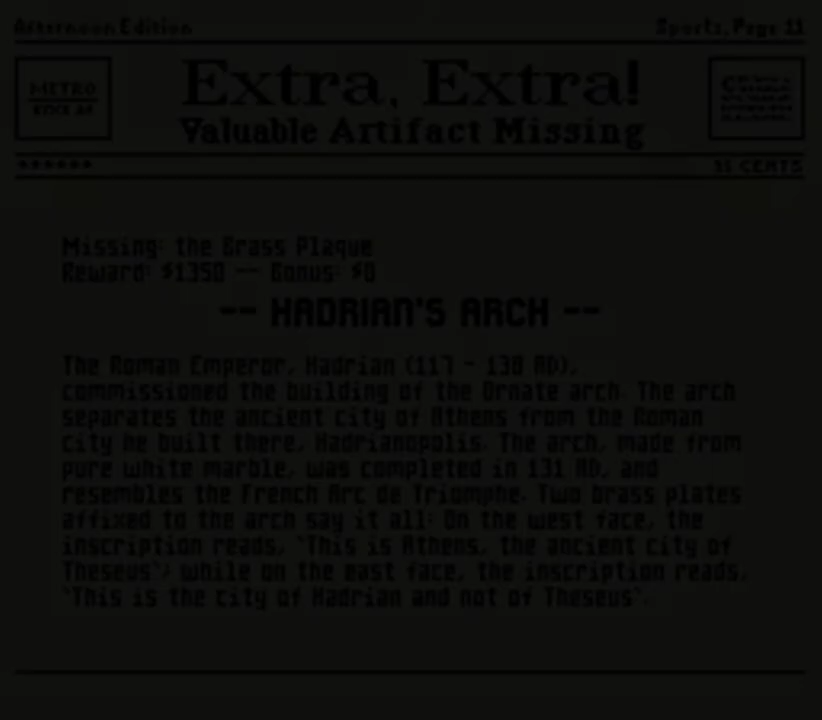 Afternoon Edition
Sports, Page 11
METRO
Extra, Extra!
Valuable Artifact Missing
35 CENTS
Missing: the Brass Plaque
Reward: $1350 -- Bonus: $0
-- HADRIAN'S ARCH --
The Roman Emperor, Hadrian (117 - 138 AD),
commissioned the building of the Ornate arch. The arch
separates the ancient city of Athens from the Roman
city he built there, Hadrianopolis. The arch, made from
pure white marble, was completed in 131 AD, and
resembles the French Arc de Triomphe. Two brass plates
affixed to the arch say it all: On the west face, the
inscription reads, "This is Athens, the ancient city of
Theseus"; while on the east face, the inscription reads,
"This is the city of Hadrian and not of Theseus".